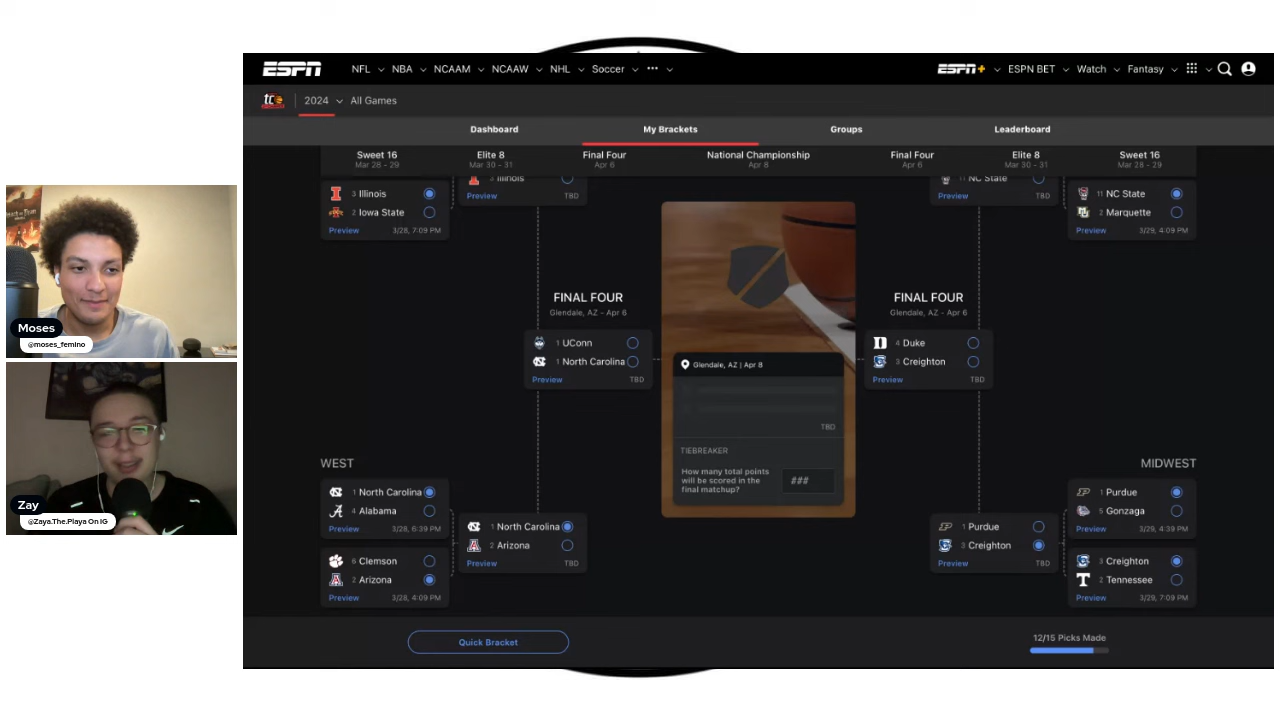 ESPN NFL NBA NCAAM NCAAW NHL Soccer ••• ESPN+ ESPN BET Watch Fantasy
tc 2024 All Games
Dashboard My Brackets Groups Leaderboard
Sweet 16 Elite 8 Final Four National Championship Final Four Elite 8 Sweet 16
Mar 28 - 29 Mar 30 - 31 Apr 6 Apr 8 Apr 6 Mar 30 - 31 Mar 28 - 29
3 Illinois
2 Iowa State
Preview 3/28, 7:09 PM
3 Illinois
Preview TBD
11 NC State
Preview TBD
11 NC State
2 Marquette
Preview 3/29, 4:09 PM
FINAL FOUR
Glendale, AZ - Apr 6
1 UConn
1 North Carolina
Preview TBD
Glendale, AZ | Apr 8
TBD
TIEBREAKER
How many total points
will be scored in the
final matchup?
###
FINAL FOUR
Glendale, AZ - Apr 6
4 Duke
3 Creighton
Preview TBD
WEST
1 North Carolina
4 Alabama
Preview 3/28, 6:39 PM
6 Clemson
2 Arizona
Preview 3/28, 4:09 PM
1 North Carolina
2 Arizona
Preview TBD
MIDWEST
1 Purdue
3 Creighton
Preview TBD
1 Purdue
5 Gonzaga
Preview 3/29, 4:39 PM
3 Creighton
2 Tennessee
Preview 3/29, 7:09 PM
Quick Bracket
12/15 Picks Made
Moses
@moses_femino
Zay
@Zaya.The.Playa On IG